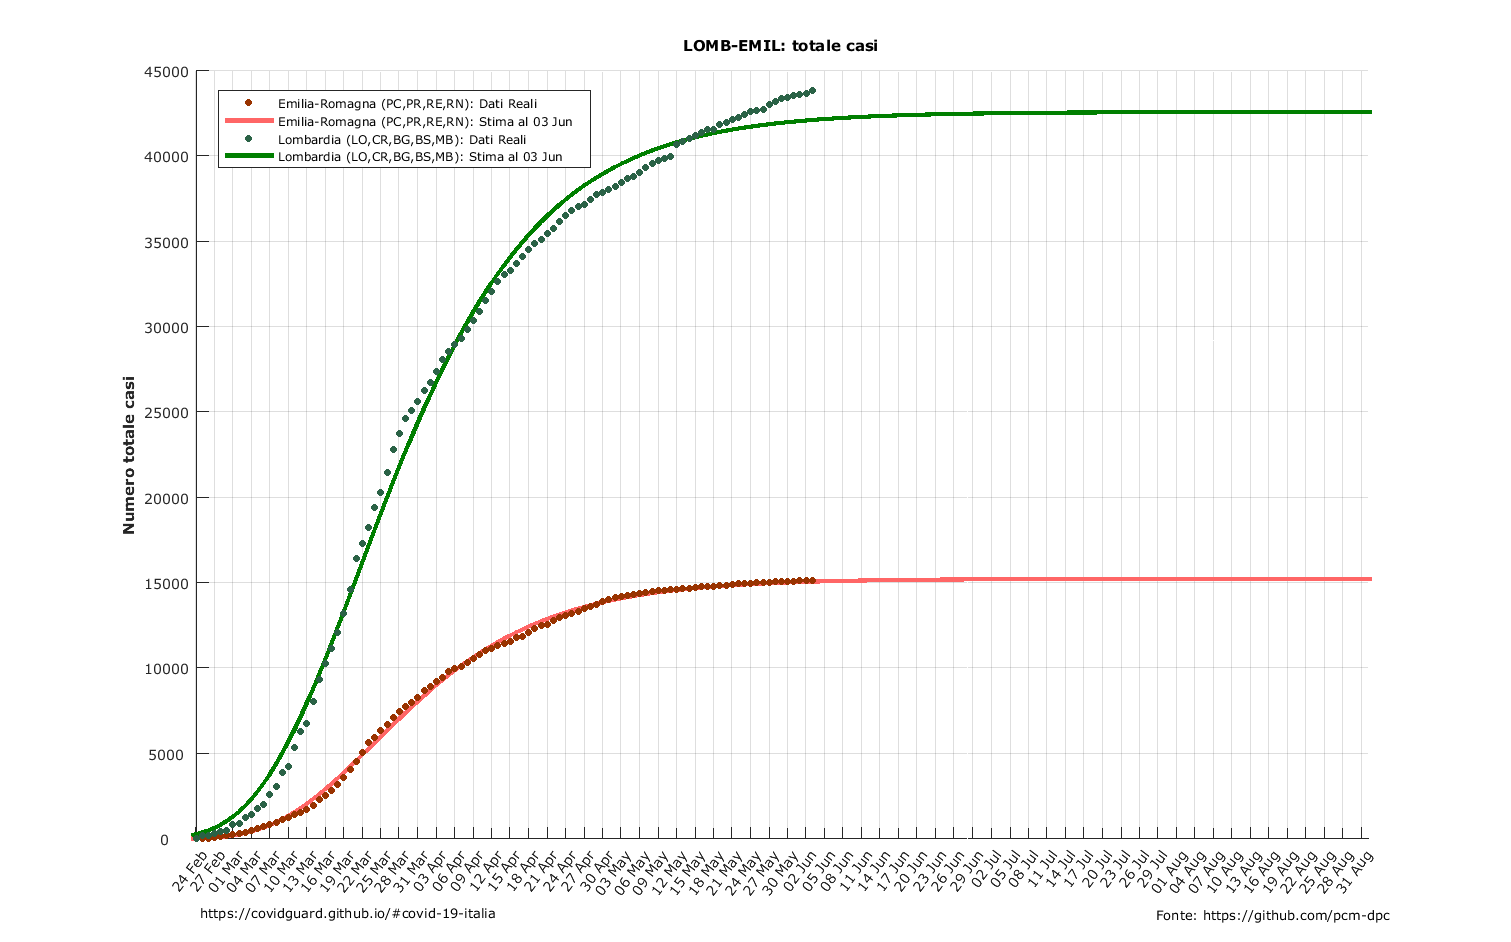 LOMB-EMIL: totale casi
Numero totale casi
45000
40000
35000
30000
25000
20000
15000
10000
5000
0
Emilia-Romagna (PC,PR,RE,RN): Dati Reali
Emilia-Romagna (PC,PR,RE,RN): Stima al 03 Jun
Lombardia (LO,CR,BG,BS,MB): Dati Reali
Lombardia (LO,CR,BG,BS,MB): Stima al 03 Jun
24 Feb
27 Feb
01 Mar
04 Mar
07 Mar
10 Mar
13 Mar
16 Mar
19 Mar
22 Mar
25 Mar
28 Mar
31 Mar
03 Apr
06 Apr
09 Apr
12 Apr
15 Apr
18 Apr
21 Apr
24 Apr
27 Apr
30 Apr
03 May
06 May
09 May
12 May
15 May
18 May
21 May
24 May
27 May
30 May
02 Jun
05 Jun
08 Jun
11 Jun
14 Jun
17 Jun
20 Jun
23 Jun
26 Jun
29 Jun
02 Jul
05 Jul
08 Jul
11 Jul
14 Jul
17 Jul
20 Jul
23 Jul
26 Jul
29 Jul
01 Aug
04 Aug
07 Aug
10 Aug
13 Aug
16 Aug
19 Aug
22 Aug
25 Aug
28 Aug
31 Aug
https://covidguard.github.io/#covid-19-italia
Fonte: https://github.com/pcm-dpc